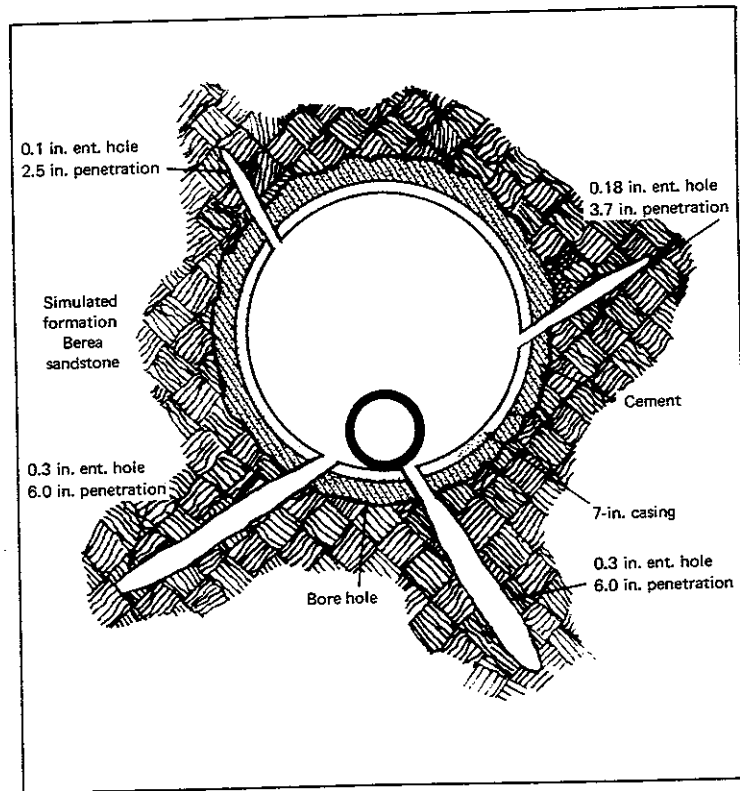 0.1 in. ent. hole
2.5 in. penetration
0.18 in. ent. hole
3.7 in. penetration
Simulated
formation
Berea
sandstone
Cement
0.3 in. ent. hole
6.0 in. penetration
7-in. casing
0.3 in. ent. hole
6.0 in. penetration
Bore hole